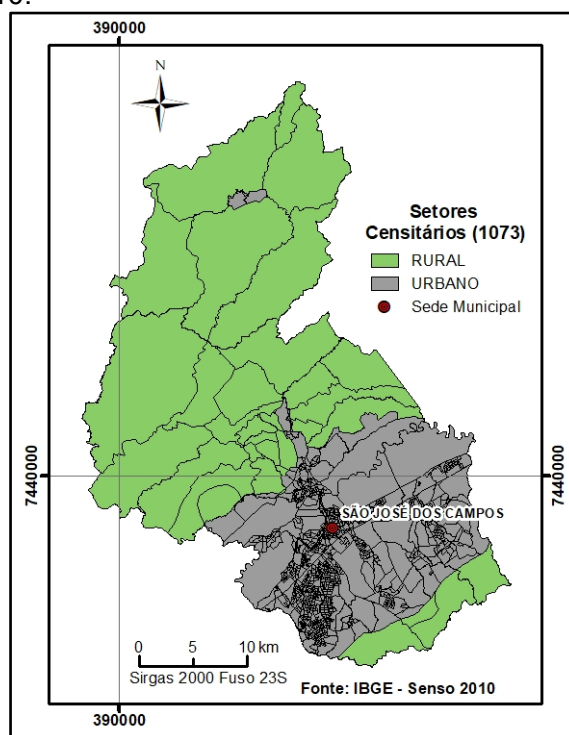 390000
N
Setores
Censitários (1073)
RURAL
URBANO
Sede Municipal
7440000
7440000
SÃO JOSÉ DOS CAMPOS
0 5 10 km
Sirgas 2000 Fuso 23S
Fonte: IBGE - Senso 2010
390000